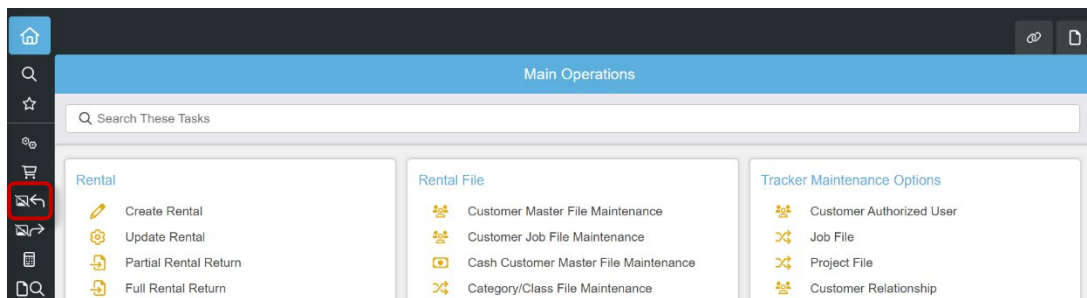 Main Operations
Search These Tasks
Rental
Create Rental
Update Rental
Partial Rental Return
Full Rental Return
Rental File
Customer Master File Maintenance
Customer Job File Maintenance
Cash Customer Master File Maintenance
Category/Class File Maintenance
Tracker Maintenance Options
Customer Authorized User
Job File
Project File
Customer Relationship